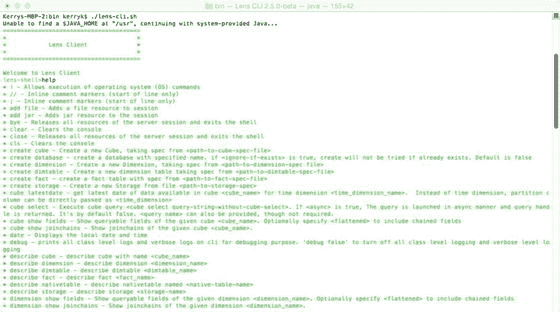 bin — Lens CLI 2.5.0-beta — java — 155×42
Kerrys-MBP-2:bin kerryk$ ./lens-cli.sh
Unable to find a $JAVA_HOME at "/usr", continuing with system-provided Java...
Lens Client
Welcome to Lens Client
lens-shell>help
* ! - Allows execution of operating system (OS) commands
* // - Inline comment markers (start of line only)
* ; - Inline comment markers (start of line only)
* add file - Adds a file resource to session
* add jar - Adds jar resource to the session
* bye - Releases all resources of the server session and exits the shell
* clear - Clears the console
* close - Releases all resources of the server session and exits the shell
* cls - Clears the console
* create cube - Create a new Cube, taking spec from <path-to-cube-spec-file>
* create database - create a database with specified name. if <ignore-if-exists> is true, create will not be tried if already exists. Default is false
* create dimension - Create a new Dimension, taking spec from <path-to-dimension-spec file>
* create dimtable - Create a new dimension table taking spec from <path-to-dimtable-spec file>
* create fact - create a fact table with spec from <path-to-fact-spec-file>
* create storage - Create a new Storage from file <path-to-storage-spec>
* cube latestdate - get latest date of data available in cube <cube_name> for time dimension <time_dimension_name>. Instead of time dimension, partition c
olumn can be directly passed as <time_dimension>
* cube select - Execute cube query <cube select query-string-without-cube-select>. If <async> is true, The query is launched in async manner and query hand
le is returned. It's by default false. <query name> can also be provided, though not required.
* cube show fields - Show queryable fields of the given cube <cube_name>. Optionally specify <flattened> to include chained fields
* cube show joinchains - Show joinchains of the given cube <cube_name>.
* date - Displays the local date and time
* debug - prints all class level logs and verbose logs on cli for debugging purpose. 'debug false' to turn off all class level logging and verbose level lo
gging
* describe cube - describe cube with name <cube_name>
* describe dimension - describe dimension <dimension_name>
* describe dimtable - describe dimtable <dimtable_name>
* describe fact - describe fact <fact_name>
* describe nativetable - describe nativetable named <native-table-name>
* describe storage - describe storage <storage-name>
* dimension show fields - Show queryable fields of the given dimension <dimension_name>. Optionally specify <flattened> to include chained fields
* dimension show joinchains - Show joinchains of the given dimension <dimension_name>.